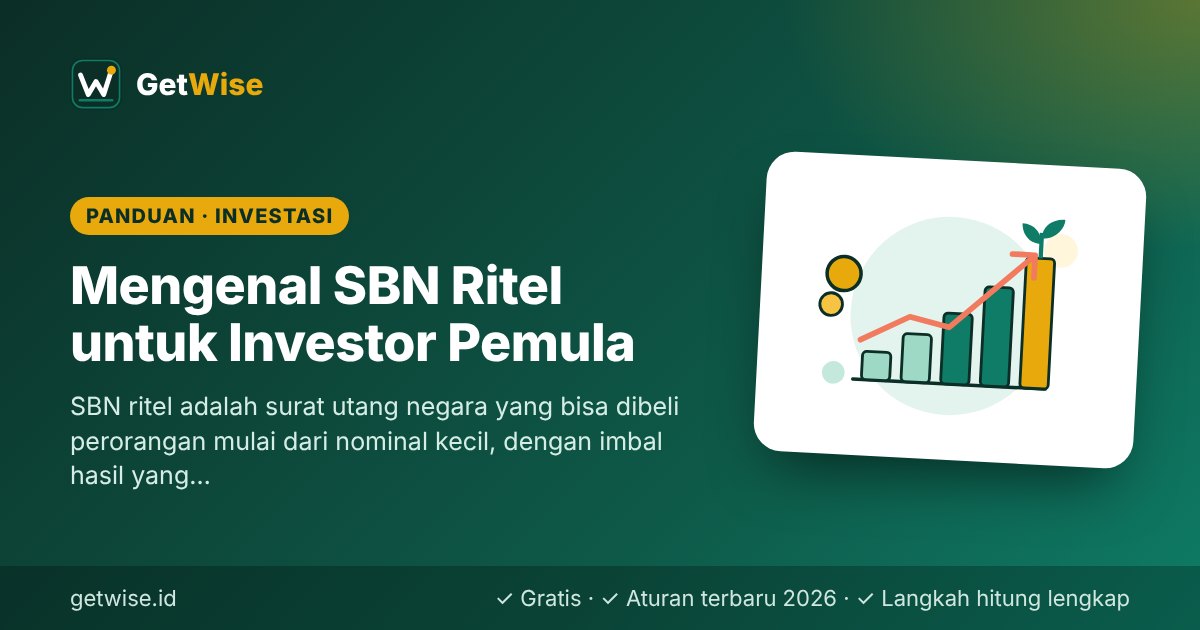 GetWise
PANDUAN · INVESTASI
Mengenal SBN Ritel
untuk Investor Pemula
SBN ritel adalah surat utang negara yang bisa dibeli
perorangan mulai dari nominal kecil, dengan imbal
hasil yang...
getwise.id
✓ Gratis · ✓ Aturan terbaru 2026 · ✓ Langkah hitung lengkap